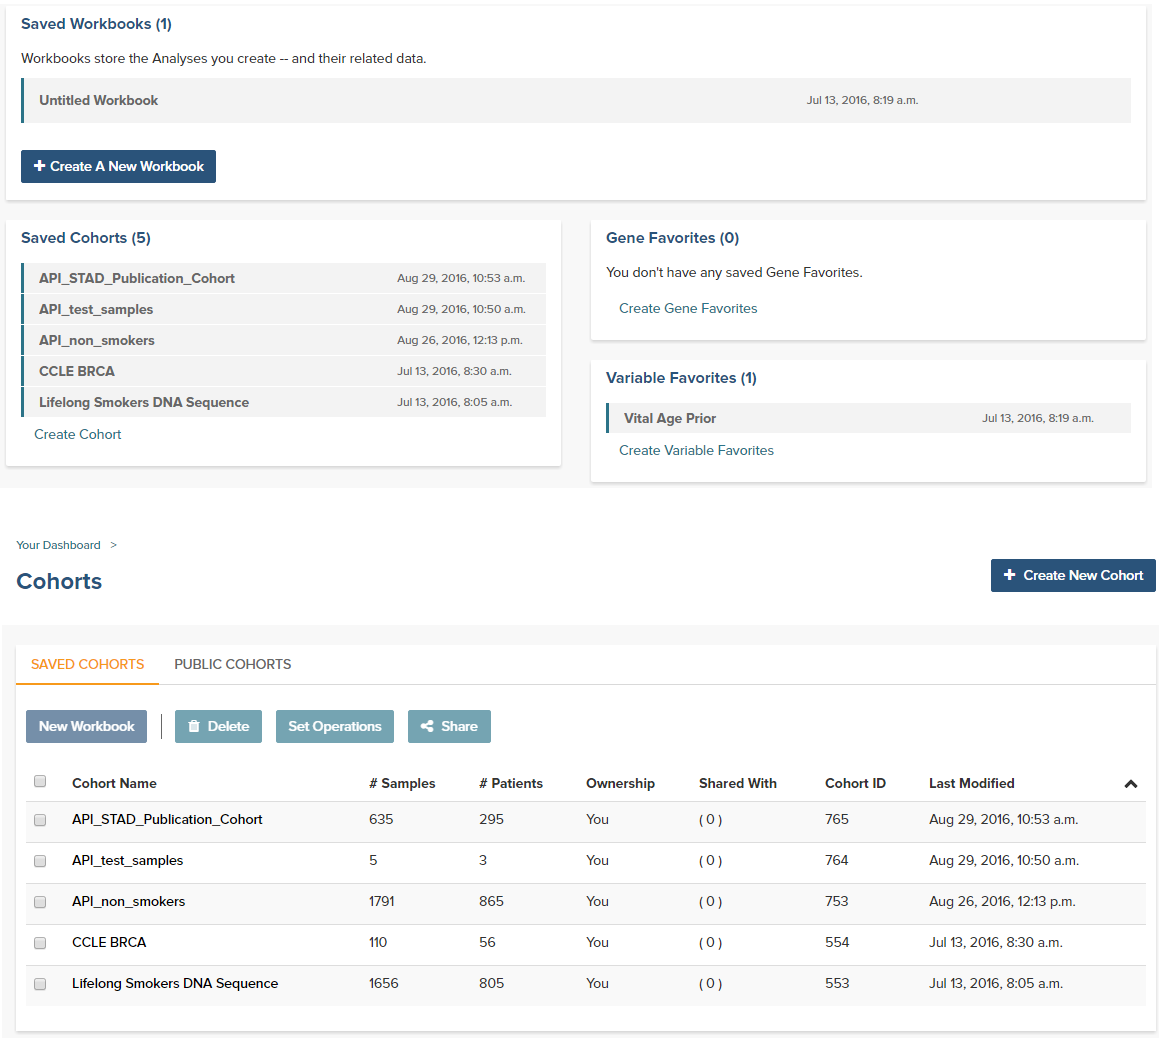 Saved Workbooks (1)
Workbooks store the Analyses you create -- and their related data.
Untitled Workbook Jul 13, 2016, 8:19 a.m.
+ Create A New Workbook
Saved Cohorts (5)
API_STAD_Publication_Cohort Aug 29, 2016, 10:53 a.m.
API_test_samples Aug 29, 2016, 10:50 a.m.
API_non_smokers Aug 26, 2016, 12:13 p.m.
CCLE BRCA Jul 13, 2016, 8:30 a.m.
Lifelong Smokers DNA Sequence Jul 13, 2016, 8:05 a.m.
Create Cohort
Gene Favorites (0)
You don't have any saved Gene Favorites.
Create Gene Favorites
Variable Favorites (1)
Vital Age Prior Jul 13, 2016, 8:19 a.m.
Create Variable Favorites
Your Dashboard >
Cohorts
+ Create New Cohort
SAVED COHORTS PUBLIC COHORTS
New Workbook Delete Set Operations Share
Cohort Name # Samples # Patients Ownership Shared With Cohort ID Last Modified
API_STAD_Publication_Cohort 635 295 You ( 0 ) 765 Aug 29, 2016, 10:53 a.m.
API_test_samples 5 3 You ( 0 ) 764 Aug 29, 2016, 10:50 a.m.
API_non_smokers 1791 865 You ( 0 ) 753 Aug 26, 2016, 12:13 p.m.
CCLE BRCA 110 56 You ( 0 ) 554 Jul 13, 2016, 8:30 a.m.
Lifelong Smokers DNA Sequence 1656 805 You ( 0 ) 553 Jul 13, 2016, 8:05 a.m.